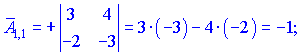 Ā₁,₁ = + |3 4; −2 −3| = 3·(−3) − 4·(−2) = −1;